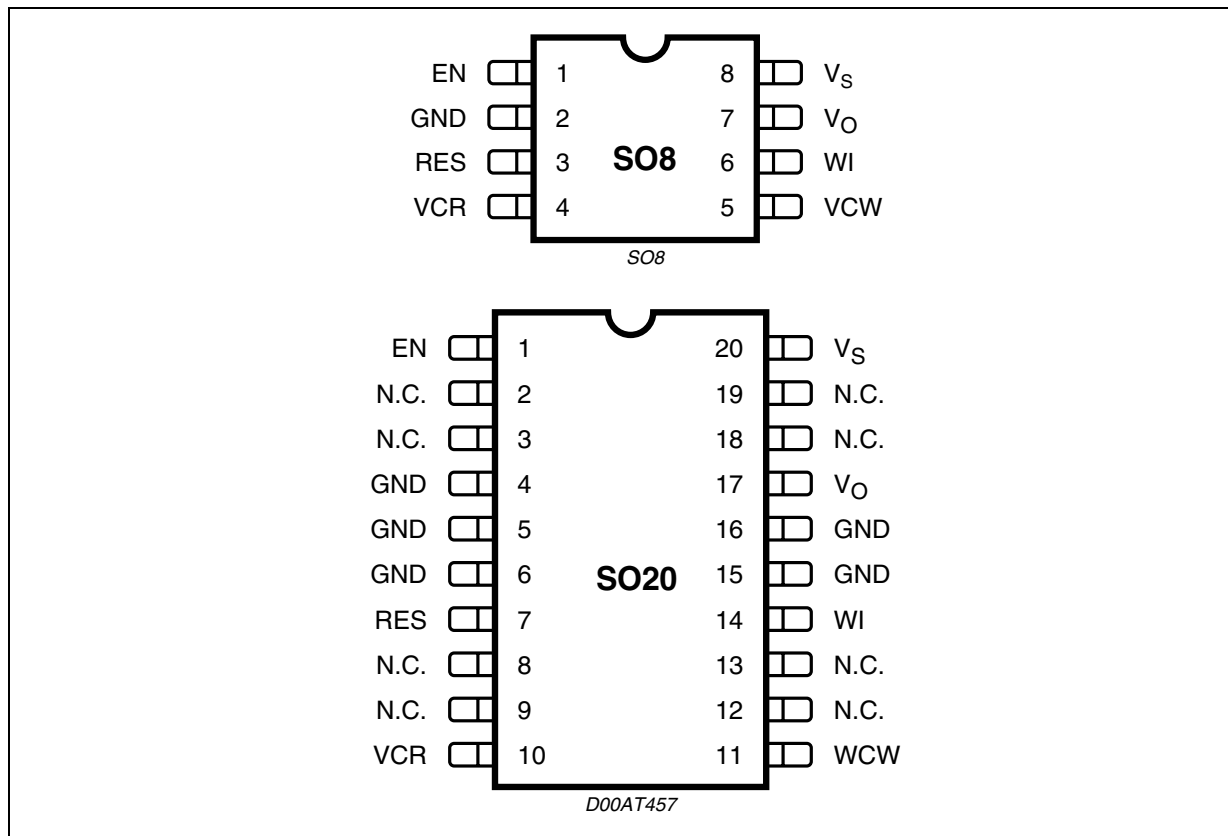 EN 1 8 VS
GND 2 7 VO
RES 3 SO8 6 WI
VCR 4 5 VCW
SO8
EN 1 20 VS
N.C. 2 19 N.C.
N.C. 3 18 N.C.
GND 4 17 VO
GND 5 16 GND
GND 6 SO20 15 GND
RES 7 14 WI
N.C. 8 13 N.C.
N.C. 9 12 N.C.
VCR 10 11 WCW
D00AT457